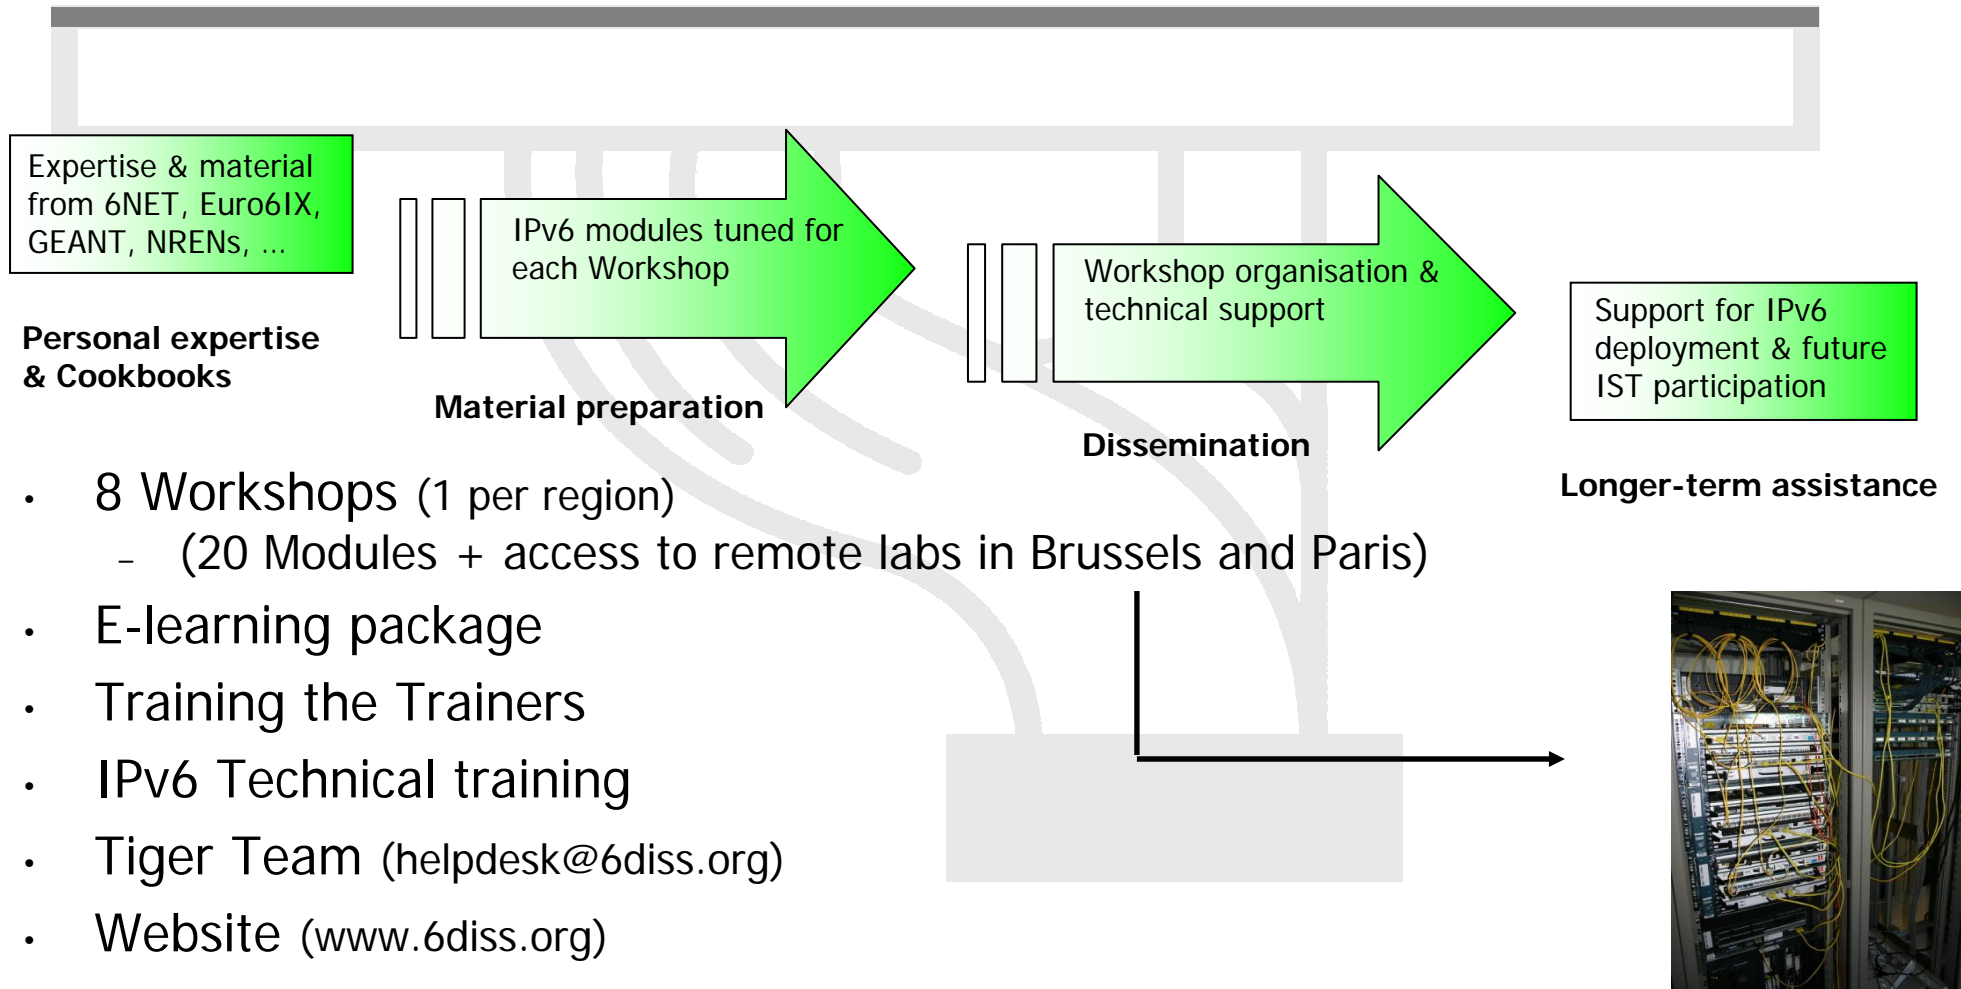 Expertise & material
from 6NET, Euro6IX,
GEANT, NRENs, ...
Personal expertise
& Cookbooks
IPv6 modules tuned for
each Workshop
Material preparation
Workshop organisation &
technical support
Dissemination
Support for IPv6
deployment & future
IST participation
Longer-term assistance
• 8 Workshops (1 per region)
– (20 Modules + access to remote labs in Brussels and Paris)
• E-learning package
• Training the Trainers
• IPv6 Technical training
• Tiger Team (helpdesk@6diss.org)
• Website (www.6diss.org)